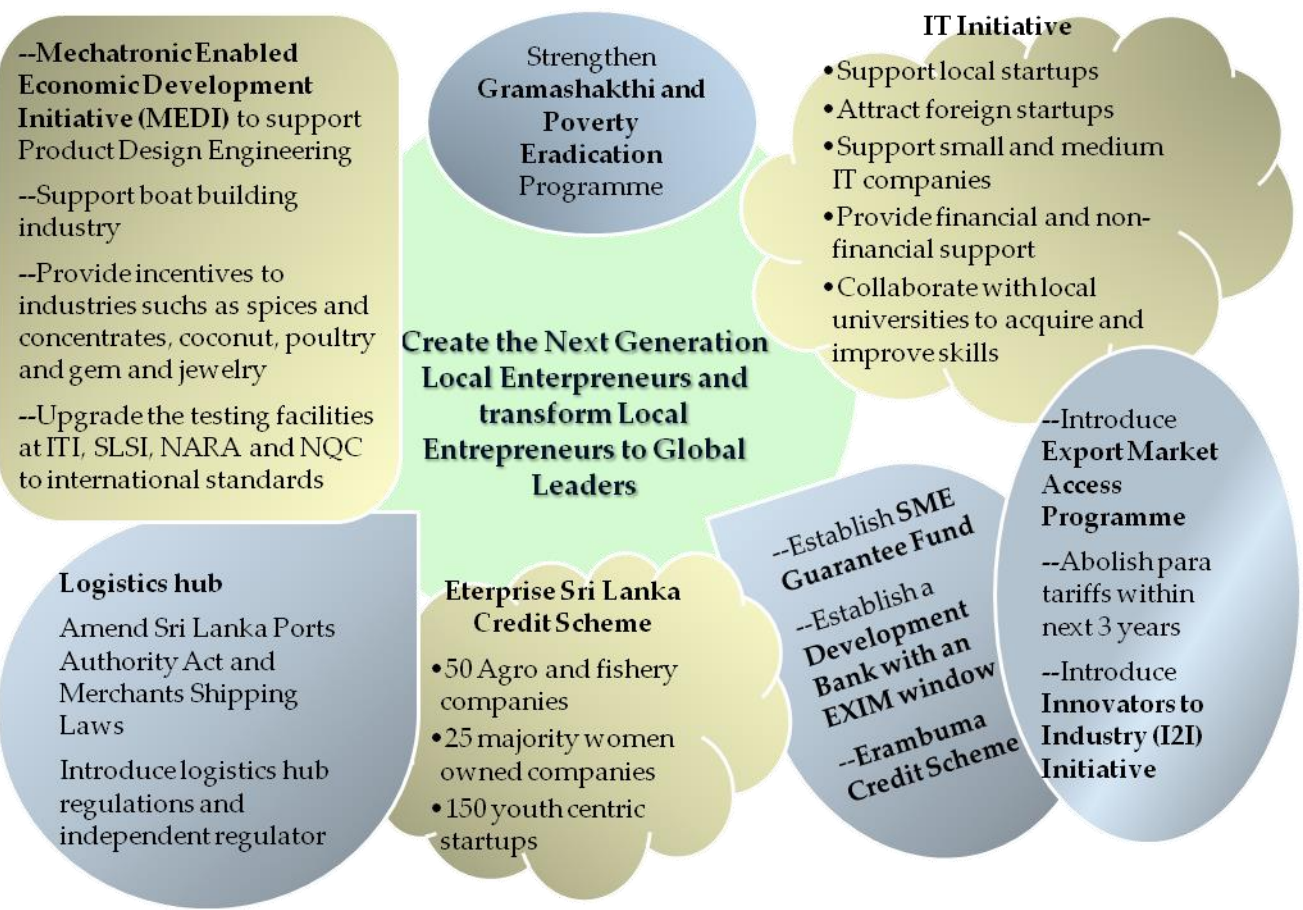 --Mechatronic Enabled
Economic Development
Initiative (MEDI) to support
Product Design Engineering
--Support boat building
industry
--Provide incentives to
industries suchs as spices and
concentrates, coconut, poultry
and gem and jewelry
--Upgrade the testing facilities
at ITI, SLSI, NARA and NQC
to international standards
Strengthen
Gramashakthi and
Poverty
Eradication
Programme
IT Initiative
•Support local startups
•Attract foreign startups
•Support small and medium
IT companies
•Provide financial and non-
financial support
•Collaborate with local
universities to acquire and
improve skills
Create the Next Generation
Local Enterpreneurs and
transform Local
Entrepreneurs to Global
Leaders
Logistics hub
Amend Sri Lanka Ports
Authority Act and
Merchants Shipping
Laws
Introduce logistics hub
regulations and
independent regulator
Eterprise Sri Lanka
Credit Scheme
•50 Agro and fishery
companies
•25 majority women
owned companies
•150 youth centric
startups
--Establish SME
Guarantee Fund
--Establish a
Development
Bank with an
EXIM window
--Erambuma
Credit Scheme
--Introduce
Export Market
Access
Programme
--Abolish para
tariffs within
next 3 years
--Introduce
Innovators to
Industry (I2I)
Initiative